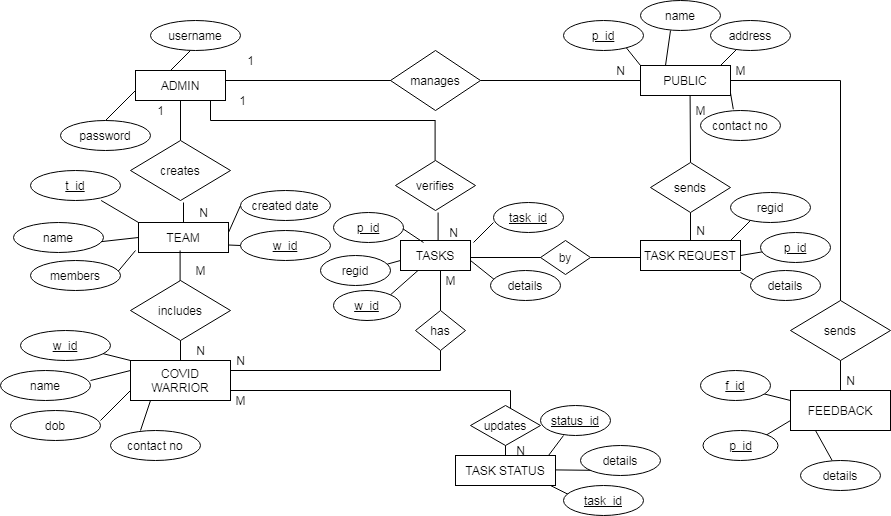 username
name
p_id
address
1
N
M
ADMIN
manages
PUBLIC
1
1
M
password
contact no
creates
verifies
sends
t_id
created date
regid
N
N
N
name
TEAM
w_id
p_id
task_id
p_id
members
M
regid
TASKS
by
TASK REQUEST
w_id
M
details
details
includes
has
sends
w_id
N
N
name
COVID
WARRIOR
M
N
f_id
dob
updates
status_id
FEEDBACK
contact no
N
p_id
TASK STATUS
details
details
task_id